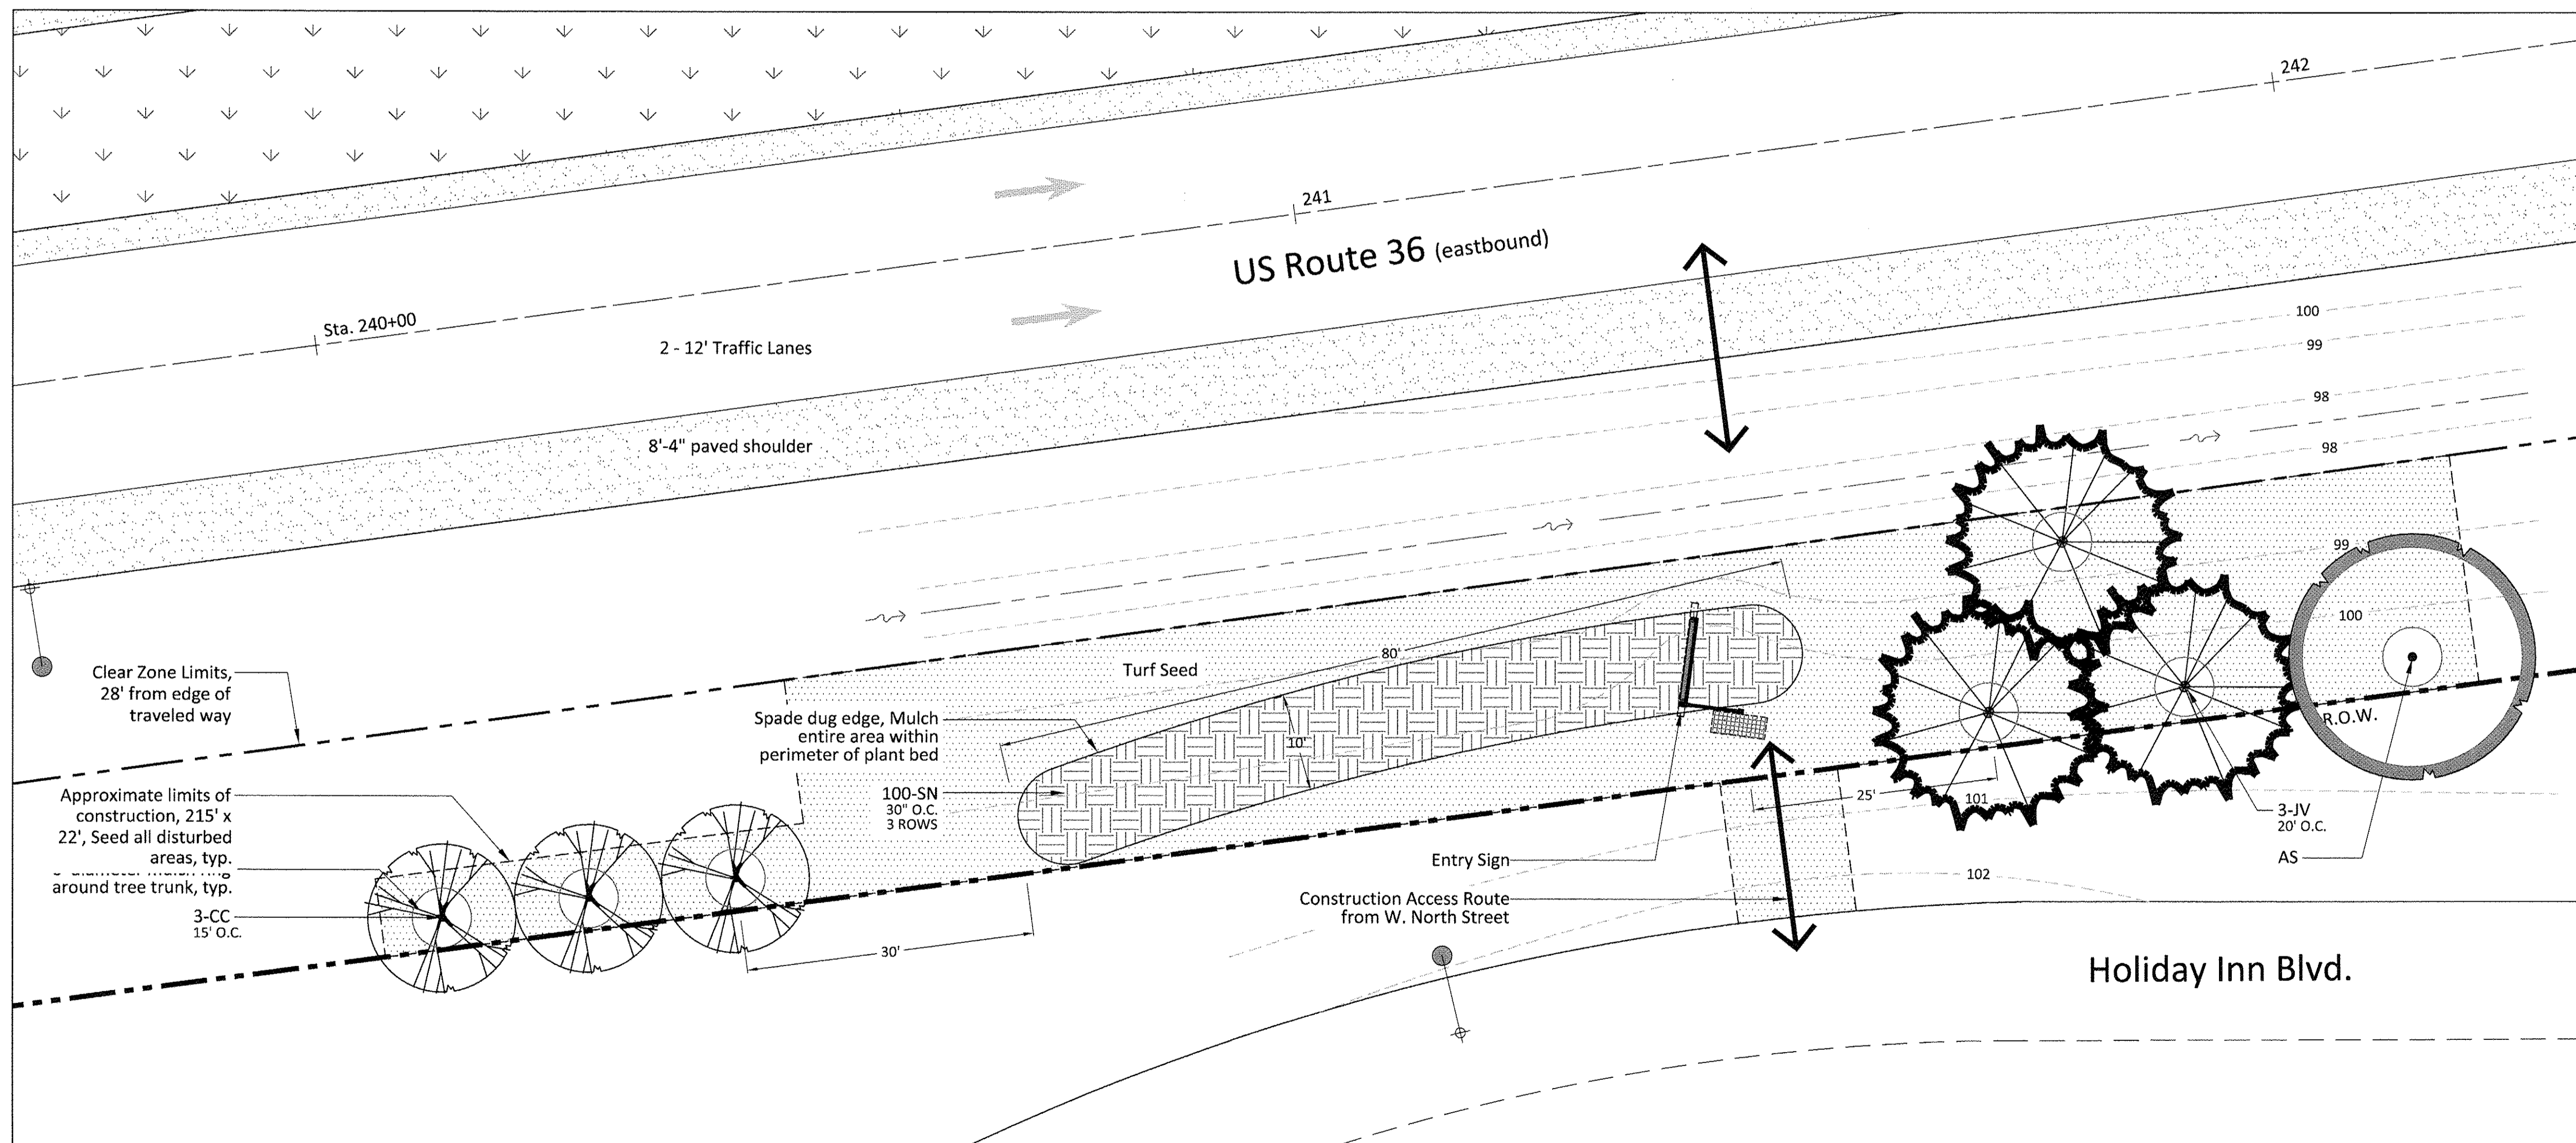 242
241
US Route 36 (eastbound)
Sta. 240+00
2 - 12' Traffic Lanes
8'-4" paved shoulder
100
99
98
98
99
100
Clear Zone Limits,
28' from edge of
traveled way
Turf Seed
80'
Spade dug edge, Mulch
entire area within
perimeter of plant bed
10'
R.O.W.
Approximate limits of
construction, 215' x
22', Seed all disturbed
areas, typ.
around tree trunk, typ.
100-SN
30" O.C.
3 ROWS
25'
101
3-JV
20' O.C.
AS
Entry Sign
102
3-CC
15' O.C.
Construction Access Route
from W. North Street
30'
Holiday Inn Blvd.